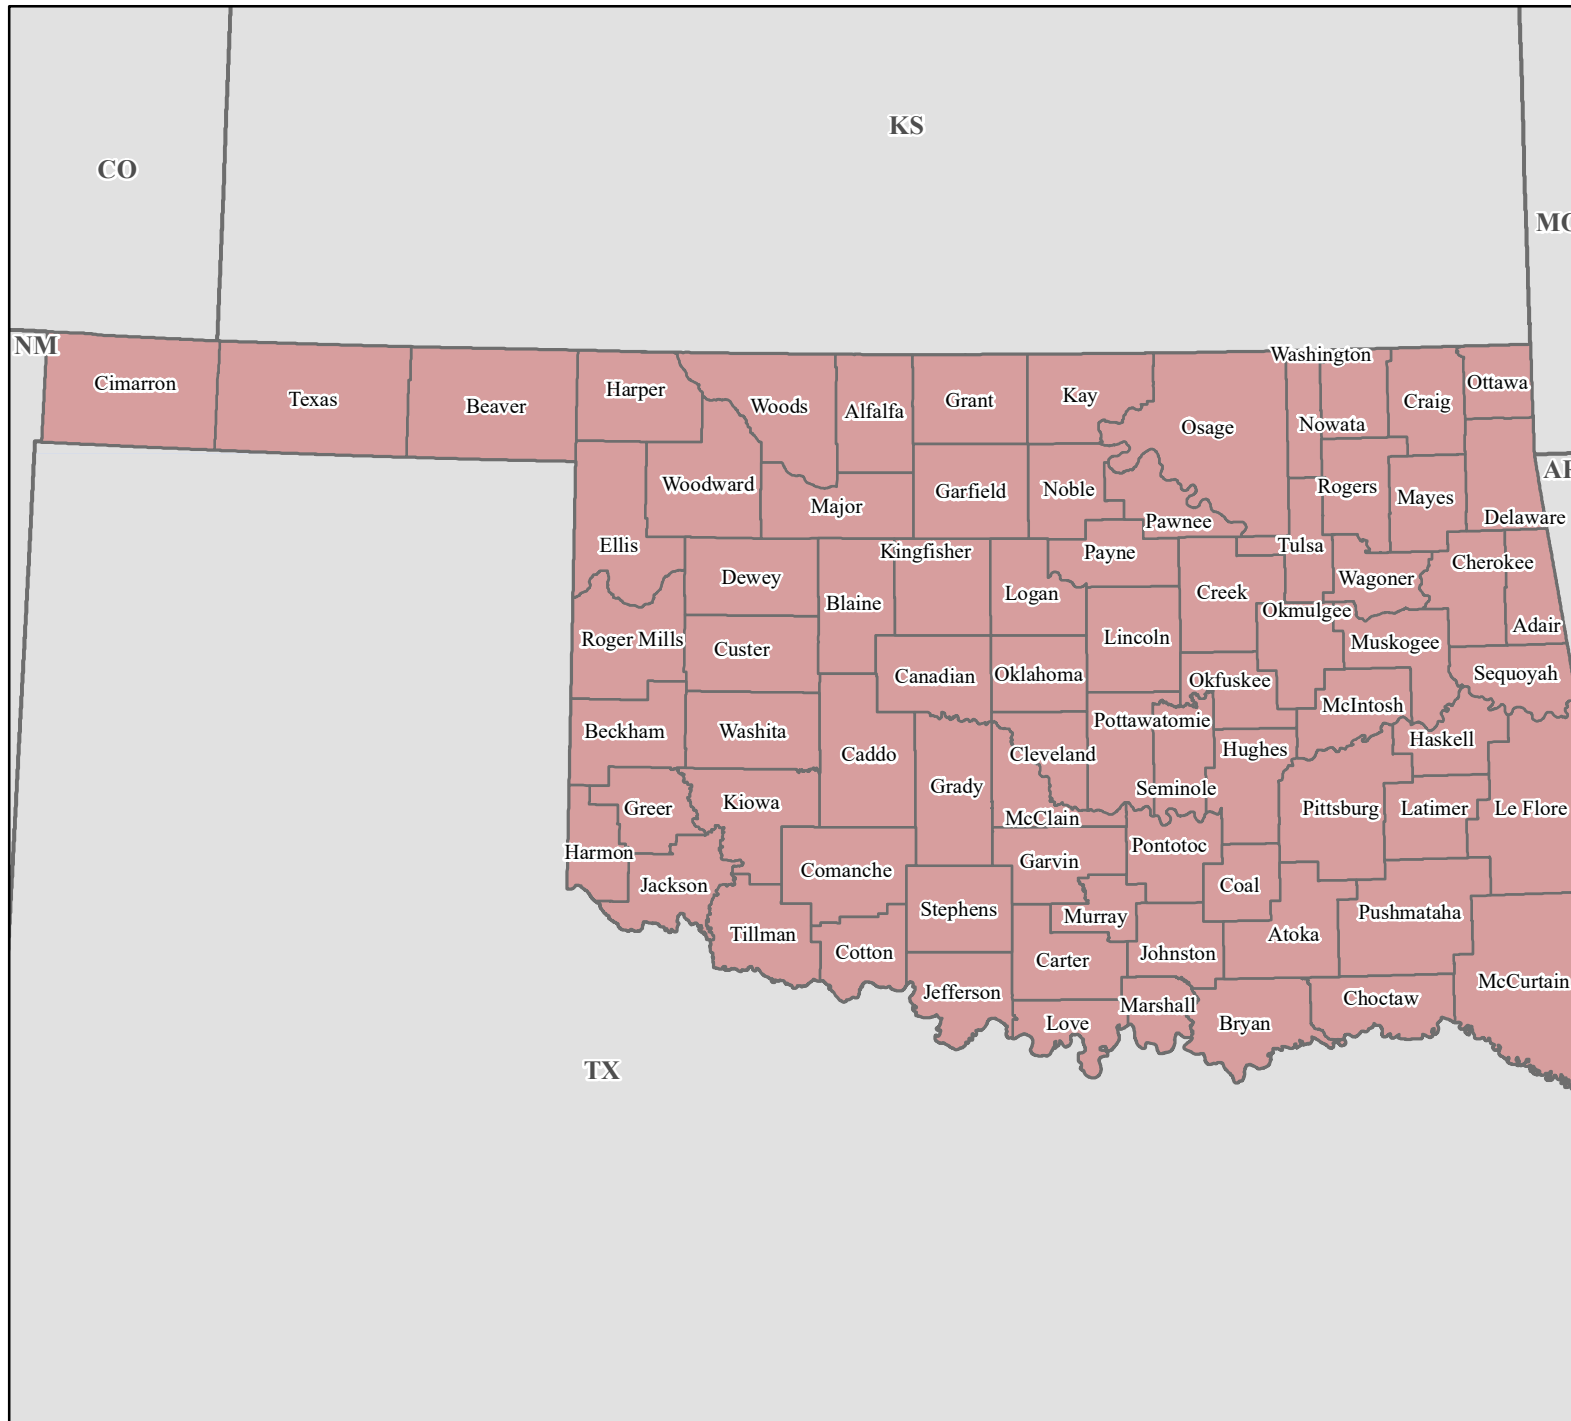 KS
CO
MO
NM
Washington
Cimarron
Texas
Beaver
Harper
Woods
Alfalfa
Grant
Kay
Osage
Nowata
Craig
Ottawa
Woodward
Major
Garfield
Noble
Pawnee
Rogers
Mayes
Delaware
AR
Ellis
Dewey
Kingfisher
Blaine
Logan
Payne
Creek
Tulsa
Wagoner
Cherokee
Okmulgee
Adair
Roger Mills
Custer
Canadian
Oklahoma
Lincoln
Okfuskee
Muskogee
Sequoyah
McIntosh
Beckham
Washita
Caddo
Grady
Cleveland
Pottawatomie
Seminole
Hughes
Haskell
Greer
Kiowa
McClain
Pittsburg
Latimer
Le Flore
Harmon
Jackson
Comanche
Garvin
Pontotoc
Coal
Stephens
Murray
Pushmataha
Tillman
Cotton
Carter
Johnston
Atoka
Jefferson
Love
Marshall
Bryan
Choctaw
McCurtain
TX